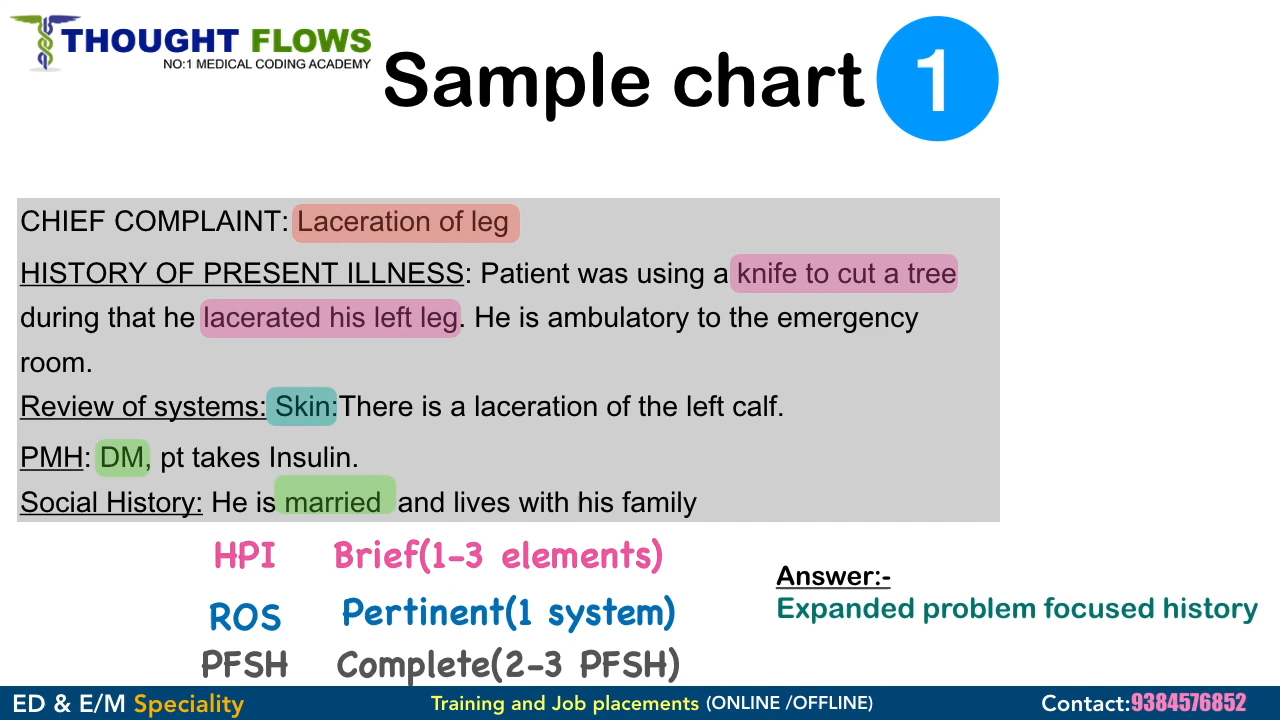 THOUGHT FLOWS
NO:1 MEDICAL CODING ACADEMY
Sample chart 1
CHIEF COMPLAINT: Laceration of leg
HISTORY OF PRESENT ILLNESS: Patient was using a knife to cut a tree
during that he lacerated his left leg. He is ambulatory to the emergency
room.
Review of systems: Skin:There is a laceration of the left calf.
PMH: DM, pt takes Insulin.
Social History: He is married and lives with his family
HPI Brief(1-3 elements)
ROS Pertinent(1 system)
PFSH Complete(2-3 PFSH)
Answer:-
Expanded problem focused history
ED & E/M Speciality Training and Job placements (ONLINE /OFFLINE) Contact:9384576852